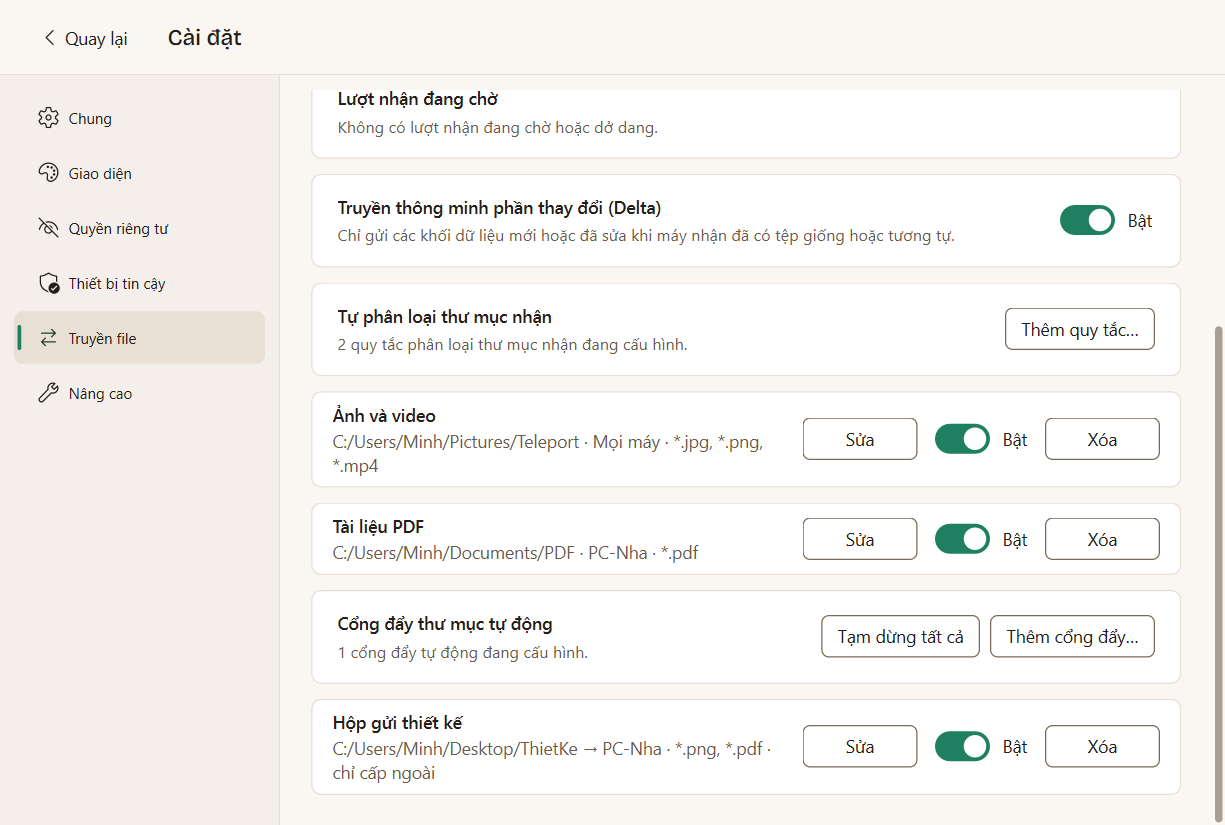 Quay lại
Cài đặt
Chung
Giao diện
Quyền riêng tư
Thiết bị tin cậy
Truyền file
Nâng cao
Lượt nhận đang chờ
Không có lượt nhận đang chờ hoặc dở dang.
Truyền thông minh phần thay đổi (Delta)
Chỉ gửi các khối dữ liệu mới hoặc đã sửa khi máy nhận đã có tệp giống hoặc tương tự.
Bật
Tự phân loại thư mục nhận
2 quy tắc phân loại thư mục nhận đang cấu hình.
Thêm quy tắc...
Ảnh và video
C:/Users/Minh/Pictures/Teleport · Mọi máy · *.jpg, *.png,
*.mp4
Sửa
Bật
Xóa
Tài liệu PDF
C:/Users/Minh/Documents/PDF · PC-Nha · *.pdf
Sửa
Bật
Xóa
Cổng đẩy thư mục tự động
1 cổng đẩy tự động đang cấu hình.
Tạm dừng tất cả
Thêm cổng đẩy...
Hộp gửi thiết kế
C:/Users/Minh/Desktop/ThietKe → PC-Nha · *.png, *.pdf ·
chỉ cấp ngoài
Sửa
Bật
Xóa